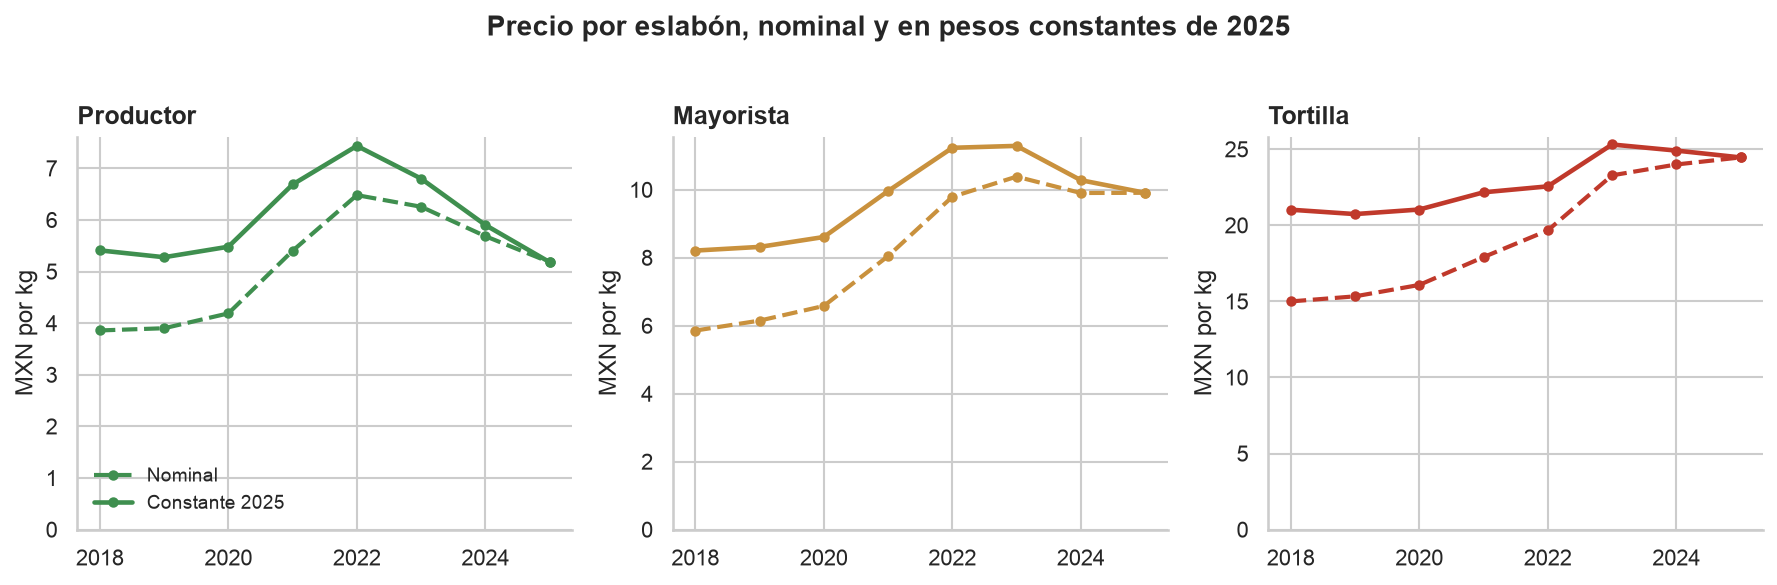 Precio por eslabón, nominal y en pesos constantes de 2025
Productor
MXN por kg
7
6
5
4
3
2
1
0
Nominal
Constante 2025
2018 2020 2022 2024
Mayorista
MXN por kg
10
8
6
4
2
0
2018 2020 2022 2024
Tortilla
MXN por kg
25
20
15
10
5
0
2018 2020 2022 2024